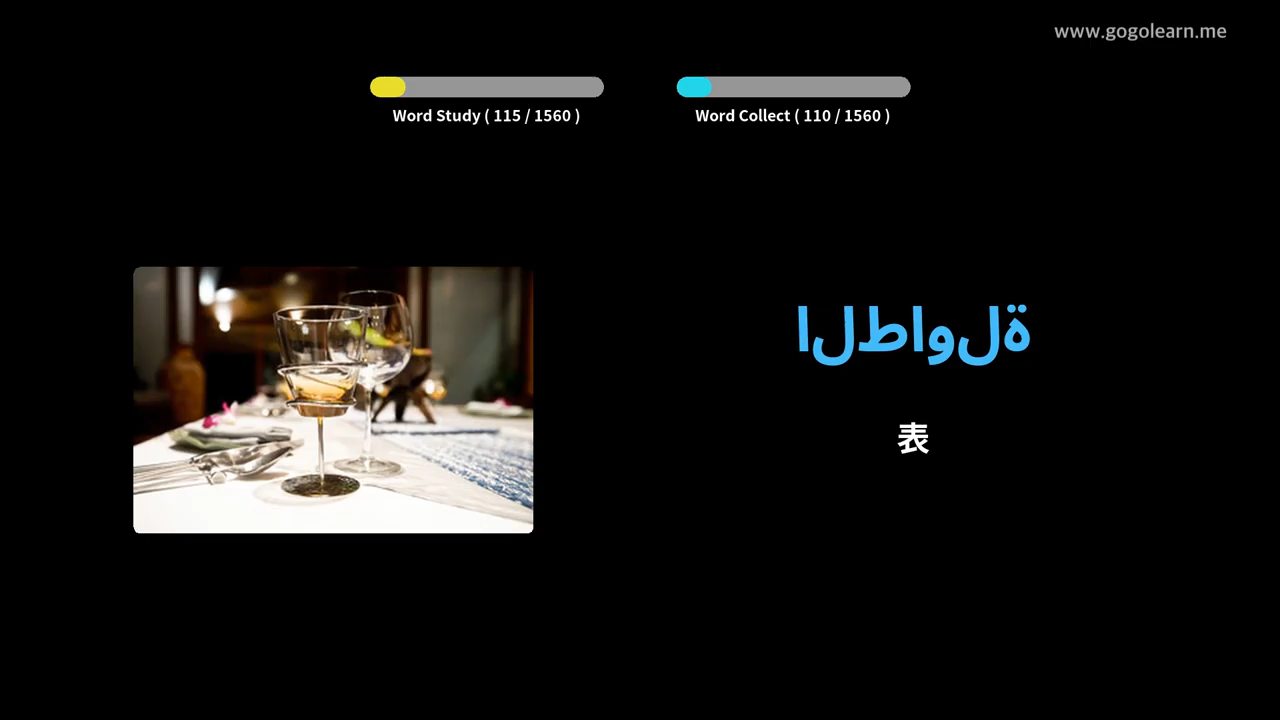 www.gogolearn.me
Word Study ( 115 / 1560 )
Word Collect ( 110 / 1560 )
الطاولة
表